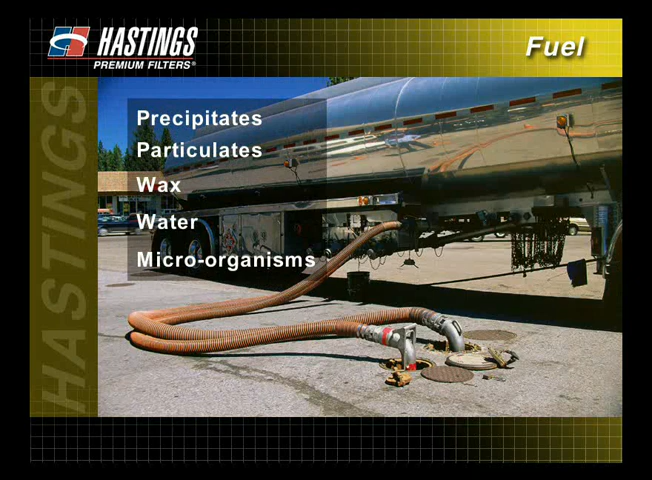 HASTINGS
PREMIUM FILTERS®
Fuel
HASTINGS
Precipitates
Particulates
Wax
Water
Micro-organisms